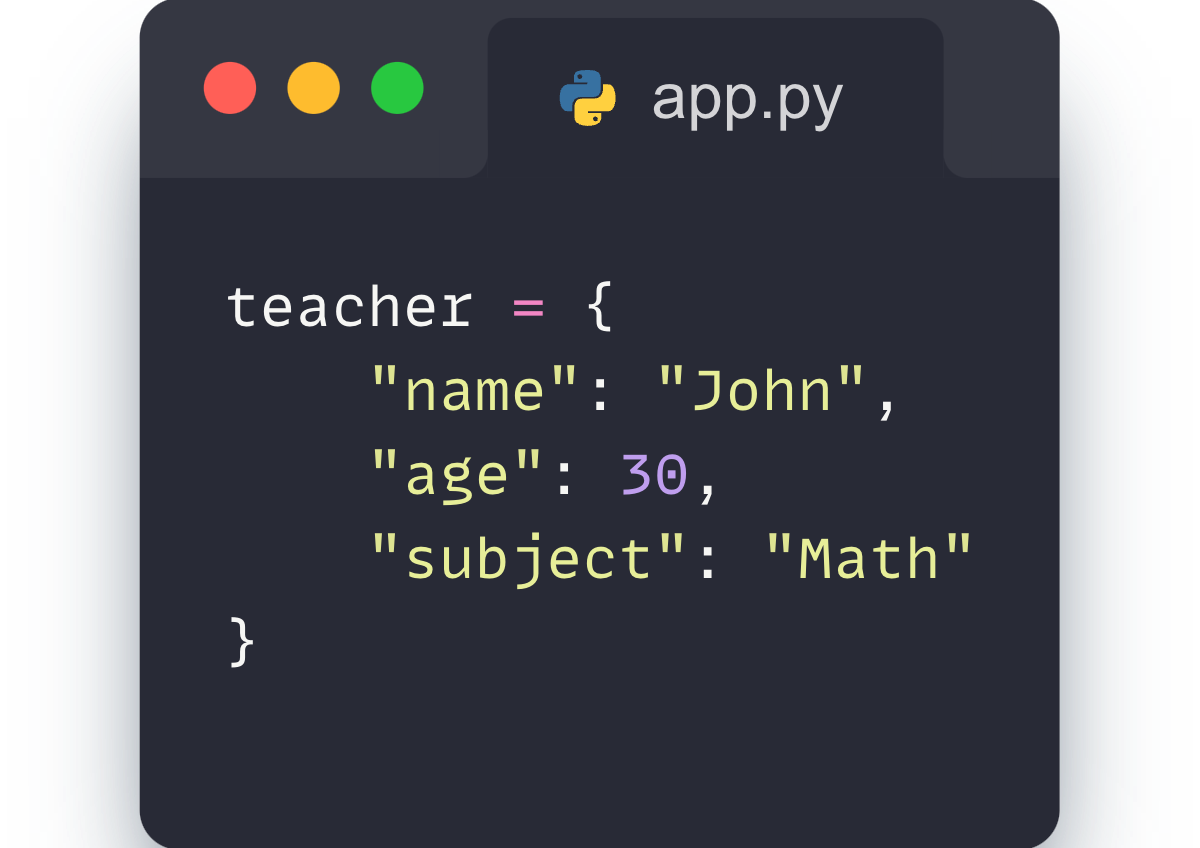 app.py
teacher = {
    "name": "John",
    "age": 30,
    "subject": "Math"
}